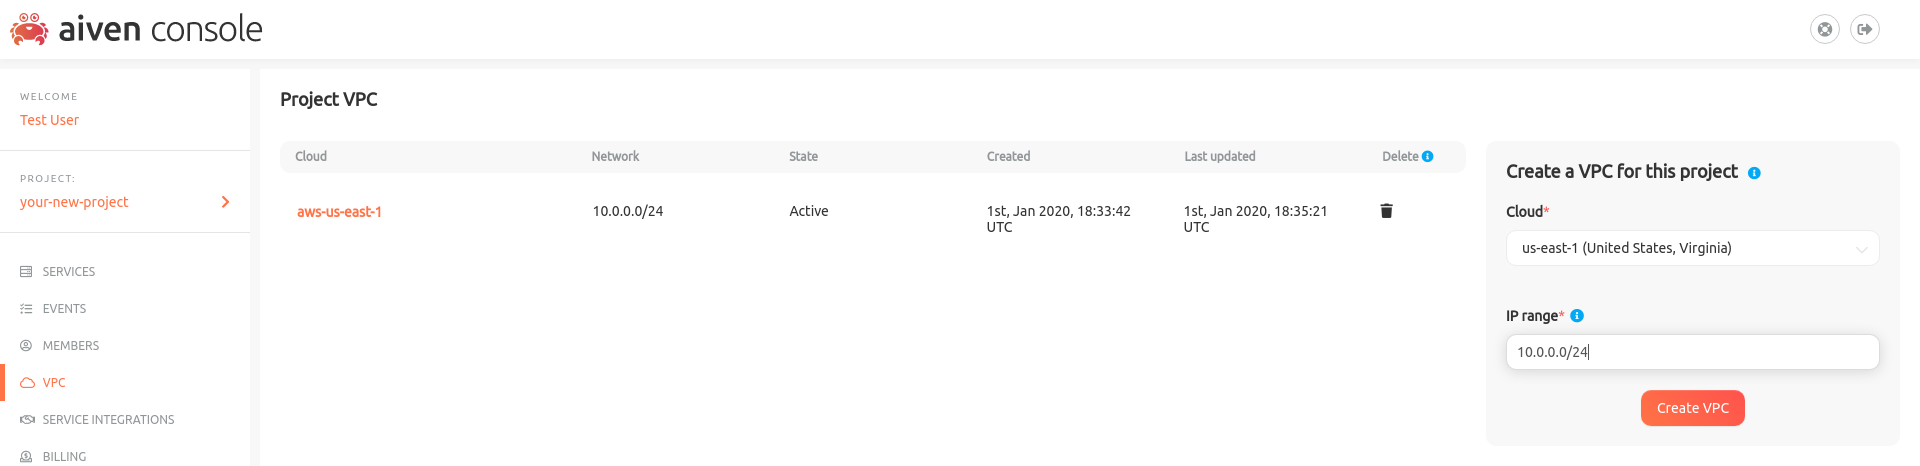 aiven console
WELCOME
Test User
PROJECT:
your-new-project
SERVICES
EVENTS
MEMBERS
VPC
SERVICE INTEGRATIONS
BILLING
Project VPC
Cloud Network State Created Last updated Delete
aws-us-east-1 10.0.0.0/24 Active 1st, Jan 2020, 18:33:42 1st, Jan 2020, 18:35:21
UTC UTC
Create a VPC for this project
Cloud*
us-east-1 (United States, Virginia)
IP range*
10.0.0.0/24
Create VPC